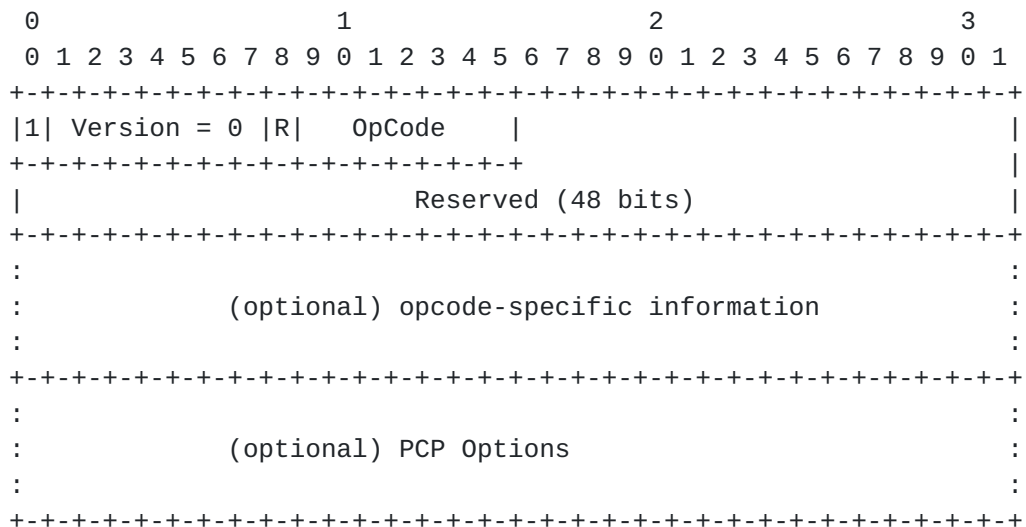 0                   1                   2                   3
 0 1 2 3 4 5 6 7 8 9 0 1 2 3 4 5 6 7 8 9 0 1 2 3 4 5 6 7 8 9 0 1
+-+-+-+-+-+-+-+-+-+-+-+-+-+-+-+-+-+-+-+-+-+-+-+-+-+-+-+-+-+-+-+-+
|1| Version = 0 |R|   OpCode    |                               |
+-+-+-+-+-+-+-+-+-+-+-+-+-+-+-+-+                               |
|                         Reserved (48 bits)                    |
+-+-+-+-+-+-+-+-+-+-+-+-+-+-+-+-+-+-+-+-+-+-+-+-+-+-+-+-+-+-+-+-+
:                                                               :
:             (optional) opcode-specific information            :
:                                                               :
+-+-+-+-+-+-+-+-+-+-+-+-+-+-+-+-+-+-+-+-+-+-+-+-+-+-+-+-+-+-+-+-+
:                                                               :
:             (optional) PCP Options                            :
:                                                               :
+-+-+-+-+-+-+-+-+-+-+-+-+-+-+-+-+-+-+-+-+-+-+-+-+-+-+-+-+-+-+-+-+